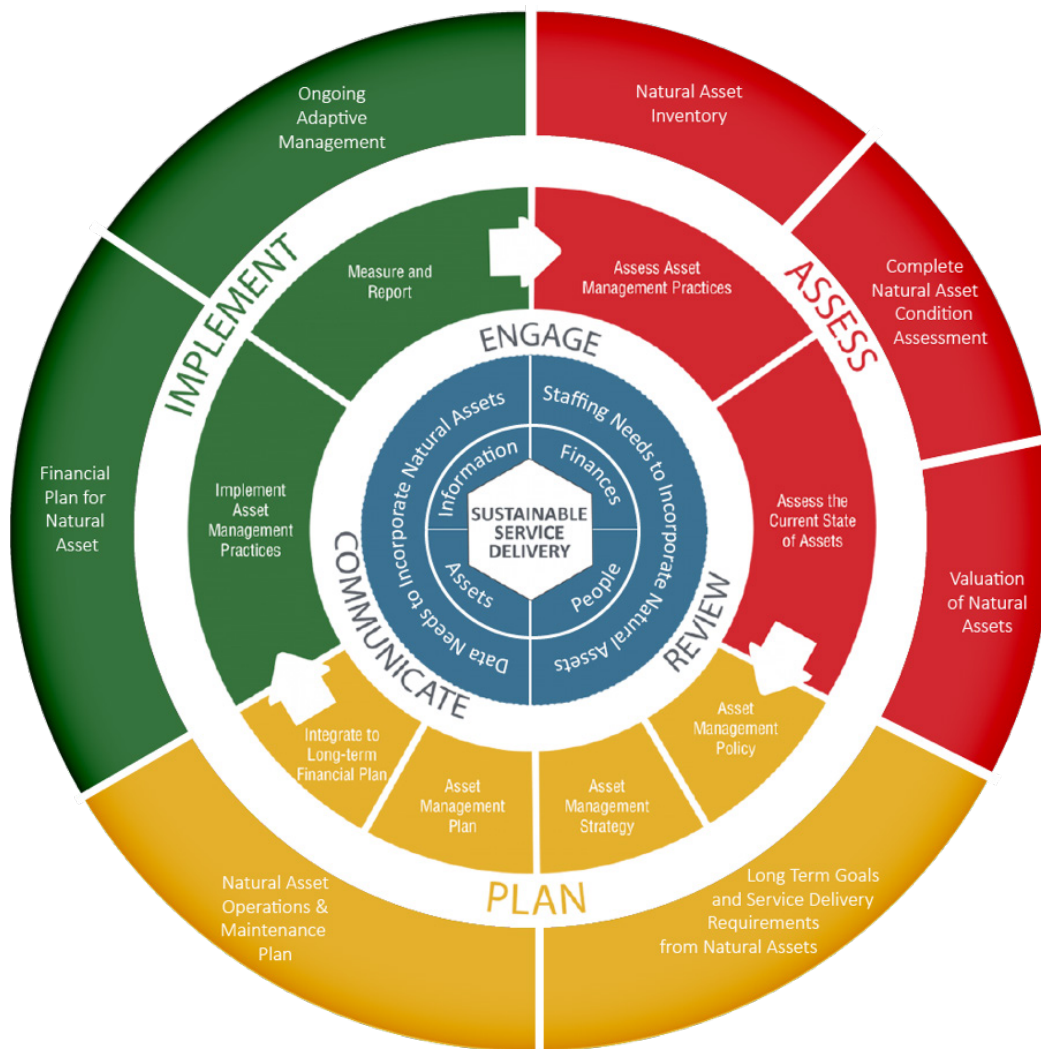 Ongoing
Adaptive
Management
Natural Asset
Inventory
Complete
Natural Asset
Condition
Assessment
Valuation
of Natural
Assets
Long Term Goals
and Service Delivery
Requirements
from Natural Assets
Natural Asset
Operations &
Maintenance
Plan
Financial
Plan for
Natural
Asset
IMPLEMENT
ASSESS
PLAN
Measure and
Report
Assess Asset
Management Practices
Assess the
Current State
of Assets
Asset
Management
Policy
Asset
Management
Strategy
Asset
Management
Plan
Integrate to
Long-term
Financial Plan
Implement
Asset
Management
Practices
ENGAGE
REVIEW
COMMUNICATE
Data Needs to Incorporate Natural Assets
Staffing Needs to Incorporate Natural Assets
Information
Finances
People
Assets
SUSTAINABLE
SERVICE
DELIVERY